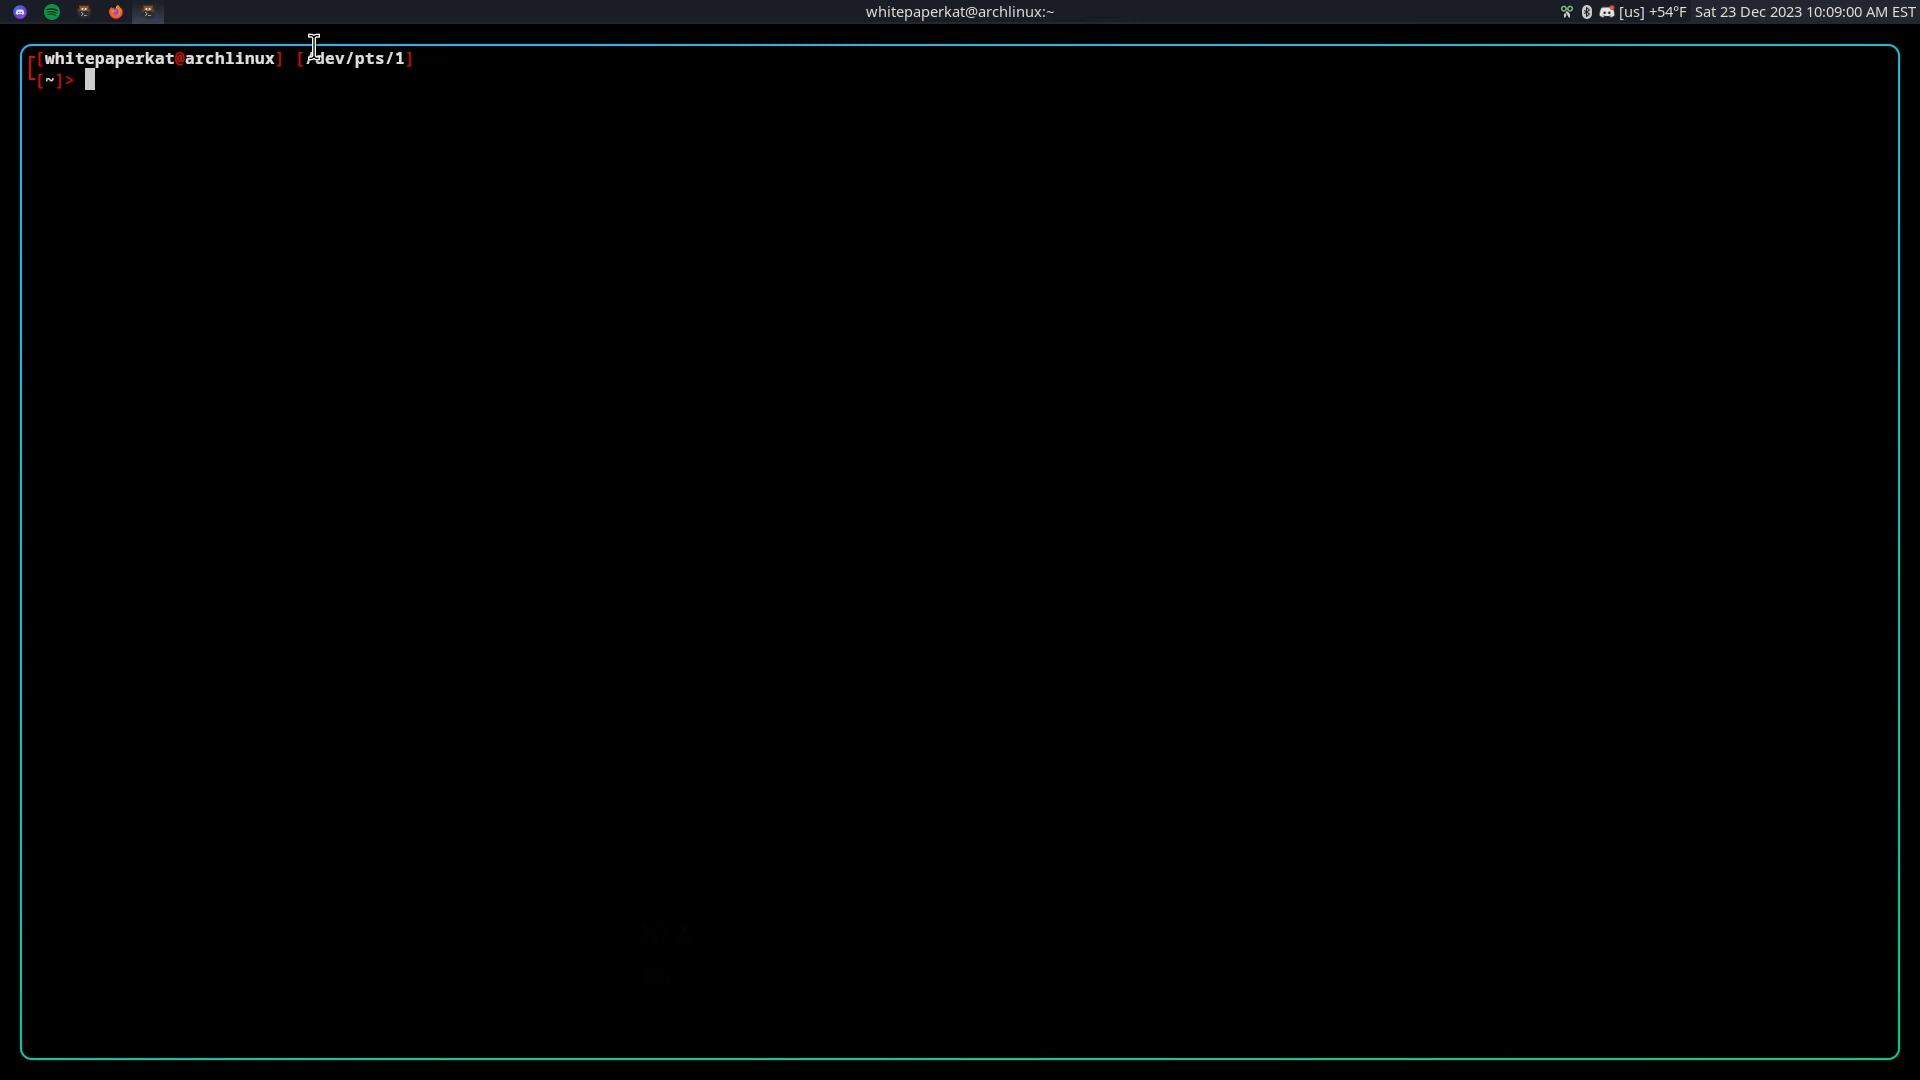 whitepaperkat@archlinux:~
[us] +54°F Sat 23 Dec 2023 10:09:00 AM EST
┌[whitepaperkat@archlinux] [/dev/pts/1]
└[~]>